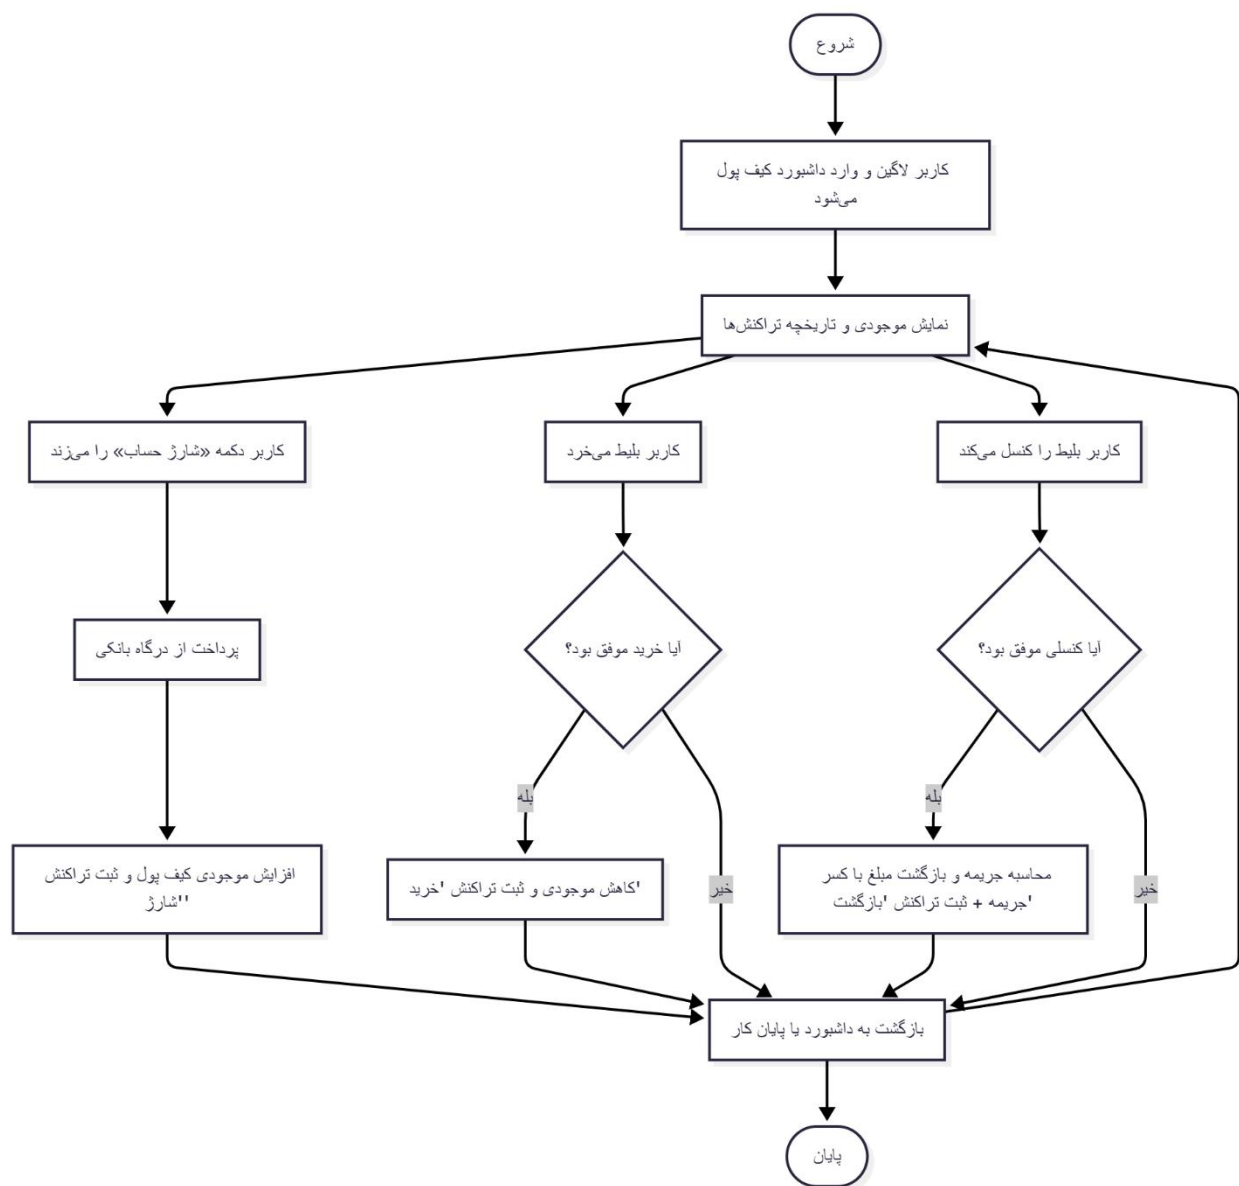 شروع
کاربر لاگین و وارد داشبورد کیف پول
می‌شود
نمایش موجودی و تاریخچه تراکنش‌ها
کاربر دکمه «شارژ حساب» را می‌زند
کاربر بلیط می‌خرد
کاربر بلیط را کنسل می‌کند
پرداخت از درگاه بانکی
آیا خرید موفق بود؟
آیا کنسلی موفق بود؟
بله
بله
افزایش موجودی کیف پول و ثبت تراکنش
'شارژ'
کاهش موجودی و ثبت تراکنش 'خرید'
خیر
محاسبه جریمه و بازگشت مبلغ با کسر
جریمه + ثبت تراکنش 'بازگشت'
خیر
بازگشت به داشبورد یا پایان کار
پایان